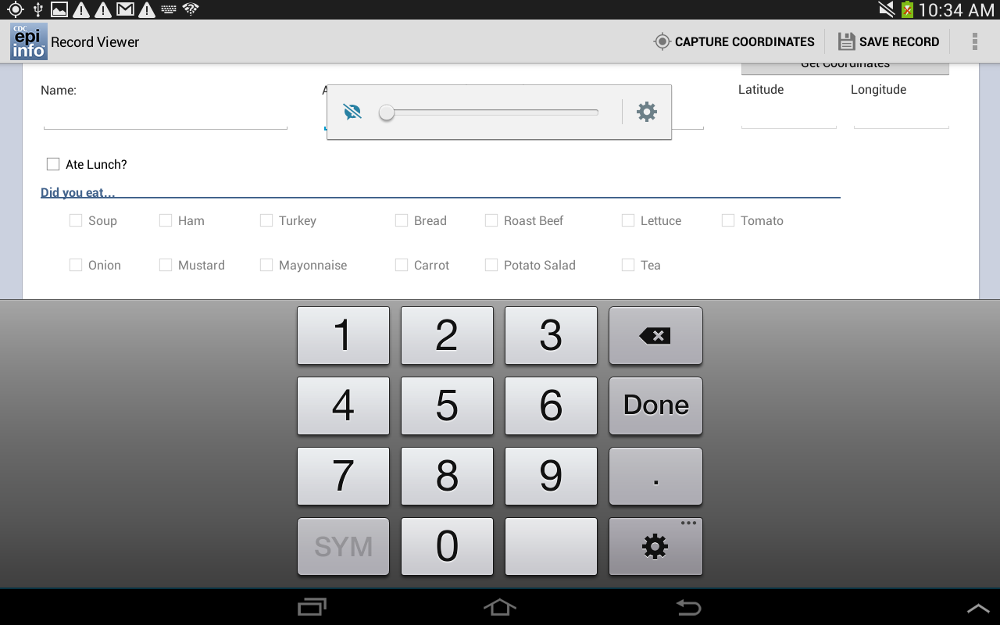 10:34 AM
CDC
epi
info
Record Viewer
CAPTURE COORDINATES
SAVE RECORD
Get Coordinates
Name:
Latitude
Longitude
Ate Lunch?
Did you eat...
Soup Ham Turkey Bread Roast Beef Lettuce Tomato
Onion Mustard Mayonnaise Carrot Potato Salad Tea
1 2 3
4 5 6 Done
7 8 9 .
SYM 0